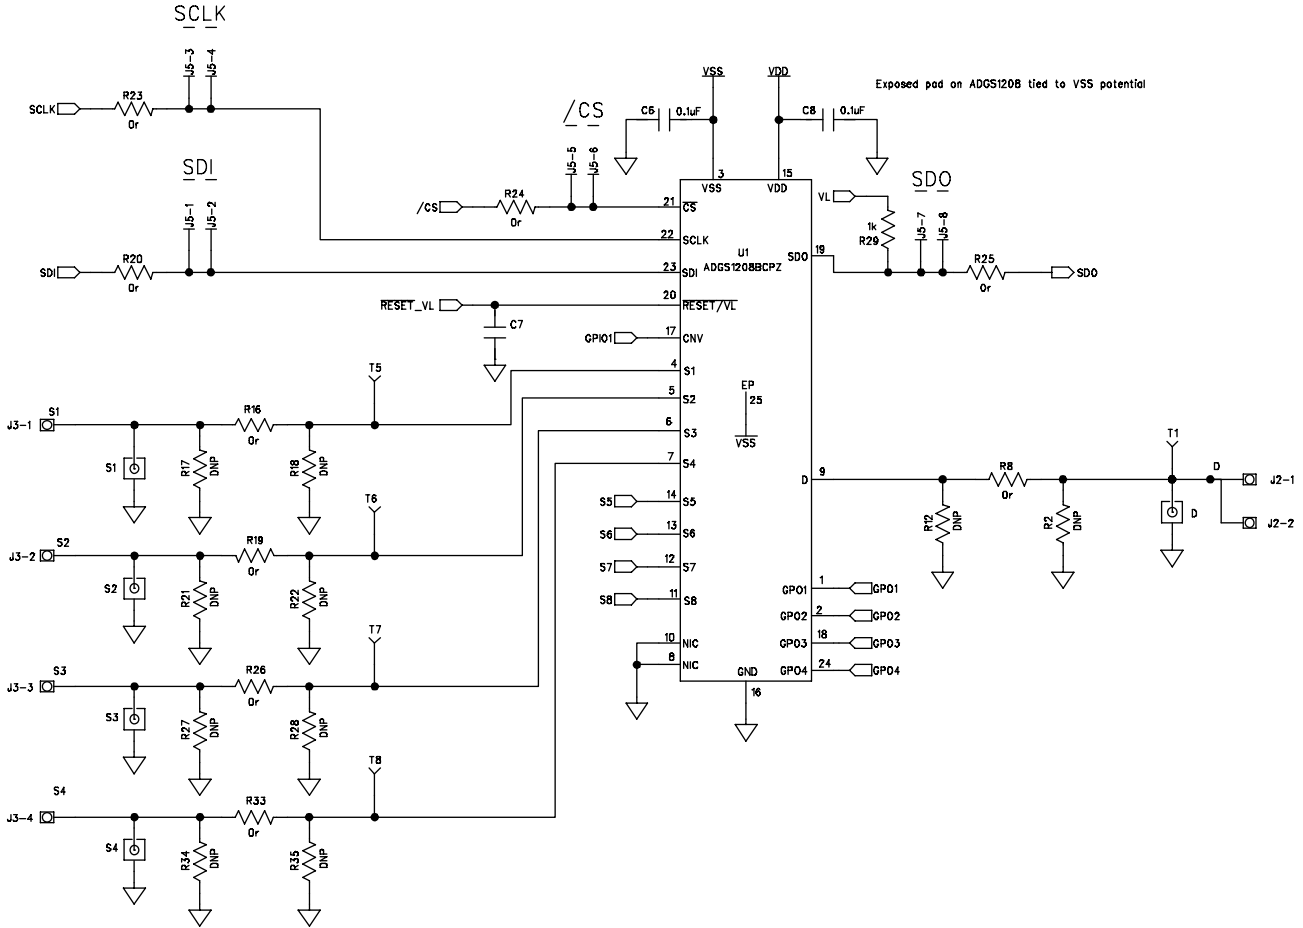 SCLK
J5-3
J5-4
SCLK
R23
0r
SDI
J5-1
J5-2
SDI
R20
0r
/CS
J5-5
J5-6
/CS
R24
0r
VSS
C6
0.1uF
VDD
C8
0.1uF
Exposed pad on ADGS1208 tied to VSS potential
3
VSS
15
VDD
21
CS
22
SCLK
23
SDI
20
RESET/VL
17
CNV
4
S1
5
S2
6
S3
7
S4
14
S5
13
S6
12
S7
11
S8
10
NIC
8
NIC
U1
ADGS1208BCPZ
EP
25
VSS
GND
16
19
SDO
9
D
1
GPO1
2
GPO2
18
GPO3
24
GPO4
VL
1k
R29
SDO
J5-7
J5-8
R25
0r
SDO
RESET_VL
C7
GPIO1
S5
S6
S7
S8
GPO1
GPO2
GPO3
GPO4
J3-1
S1
S1
R17
DNP
R16
0r
R18
DNP
T5
J3-2
S2
S2
R21
DNP
R19
0r
R22
DNP
T6
J3-3
S3
S3
R27
DNP
R26
0r
R28
DNP
T7
J3-4
S4
S4
R34
DNP
R33
0r
R35
DNP
T8
R12
DNP
R8
0r
R2
DNP
T1
D
D
J2-1
J2-2